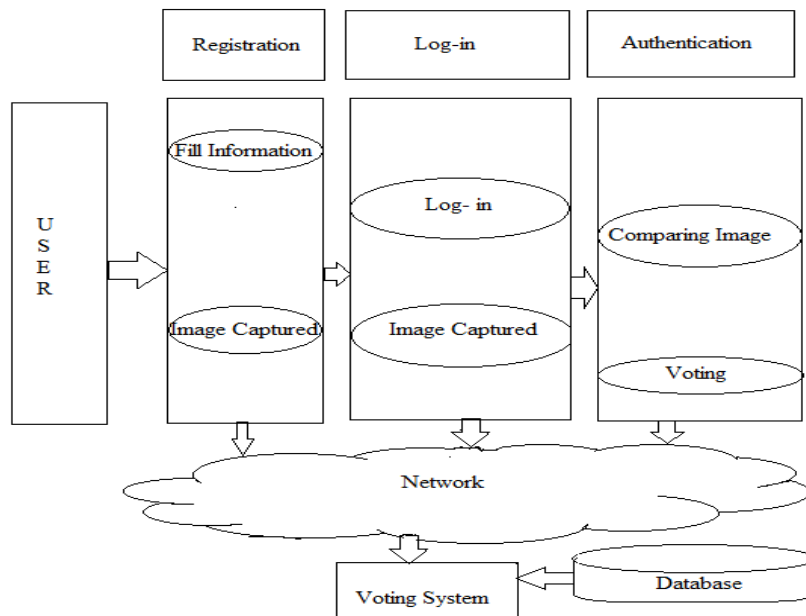 Registration
Log-in
Authentication
USER
Fill Information
Log- in
Comparing Image
Image Captured
Image Captured
Voting
Network
Voting System
Database